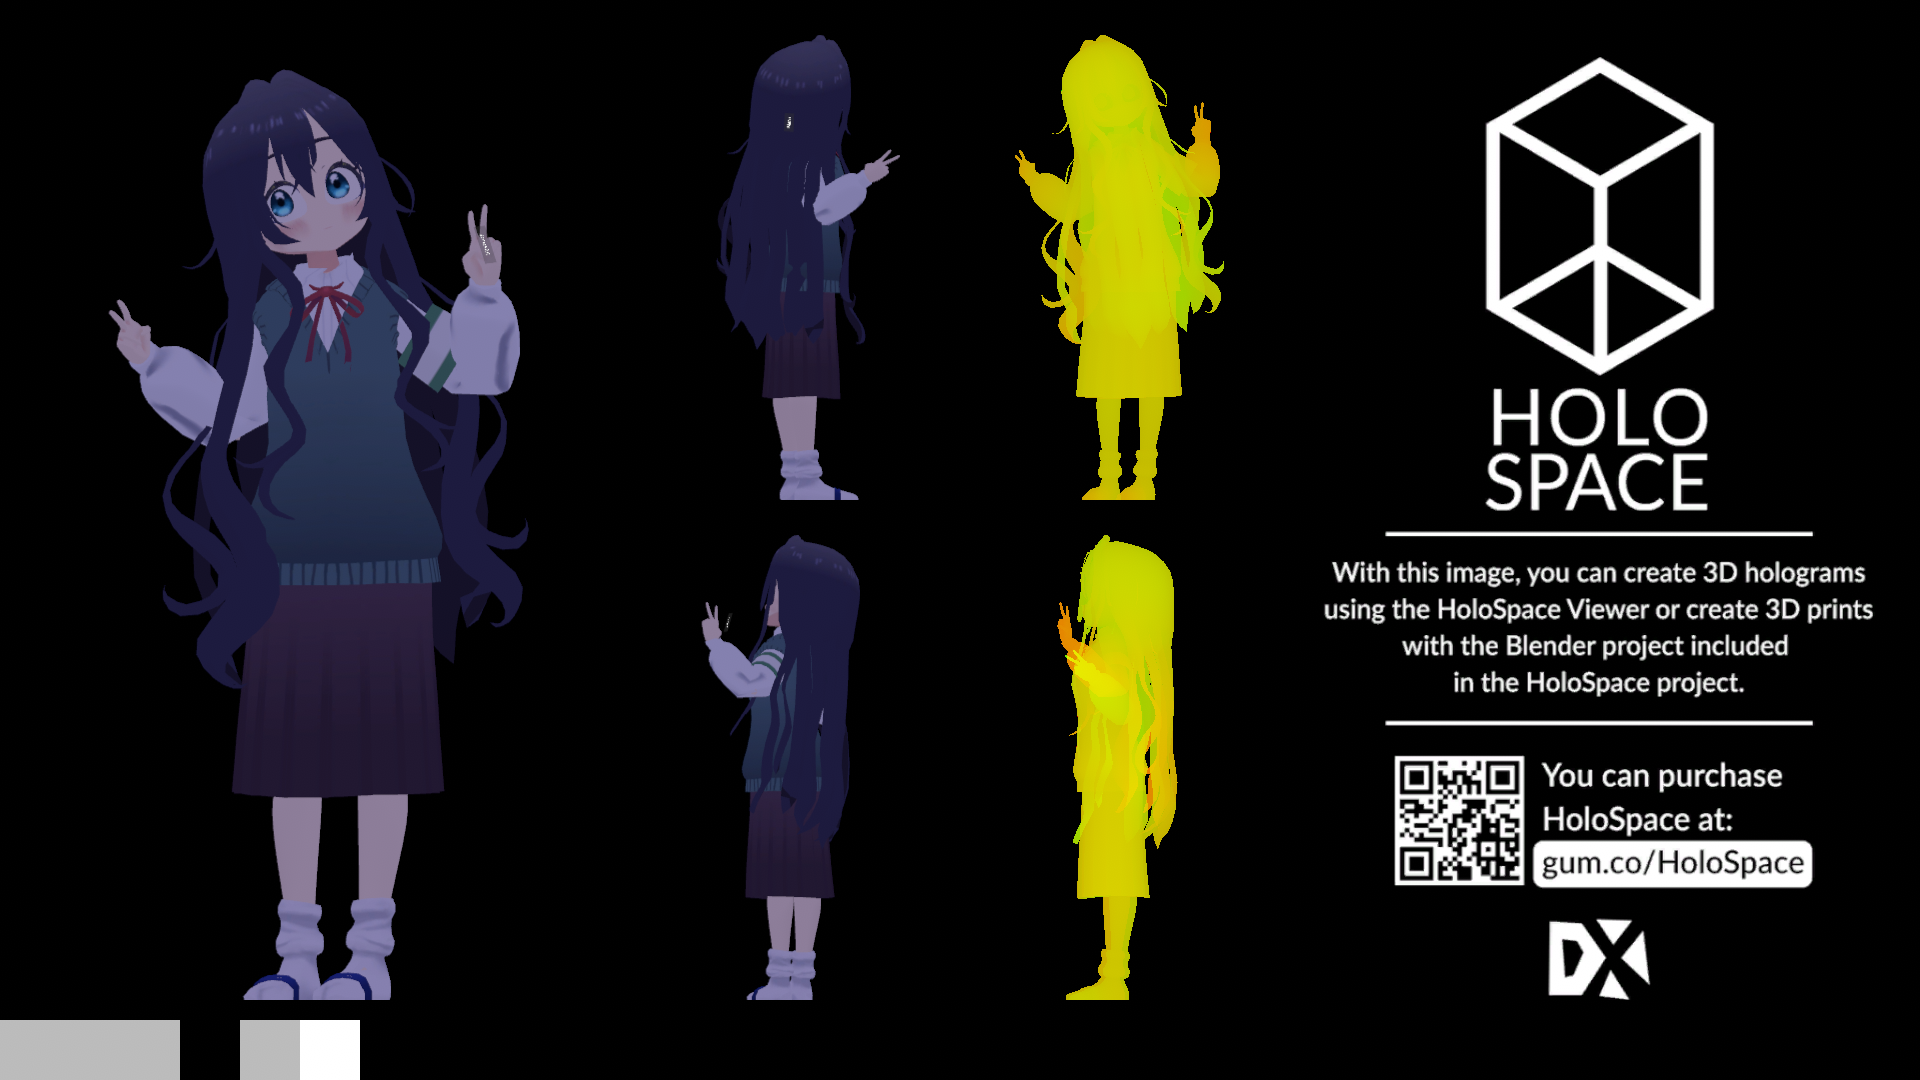 HOLO
SPACE
With this image, you can create 3D holograms
using the HoloSpace Viewer or create 3D prints
with the Blender project included
in the HoloSpace project.
You can purchase
HoloSpace at:
gum.co/HoloSpace
DX